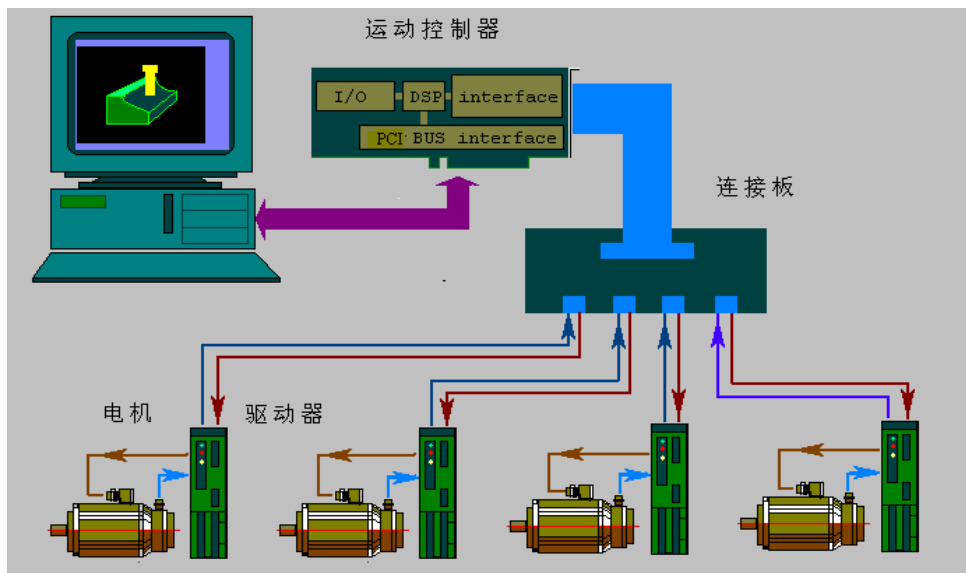 运动控制器
I/O
DSP
interface
PCI BUS interface
连接板
电机
驱动器